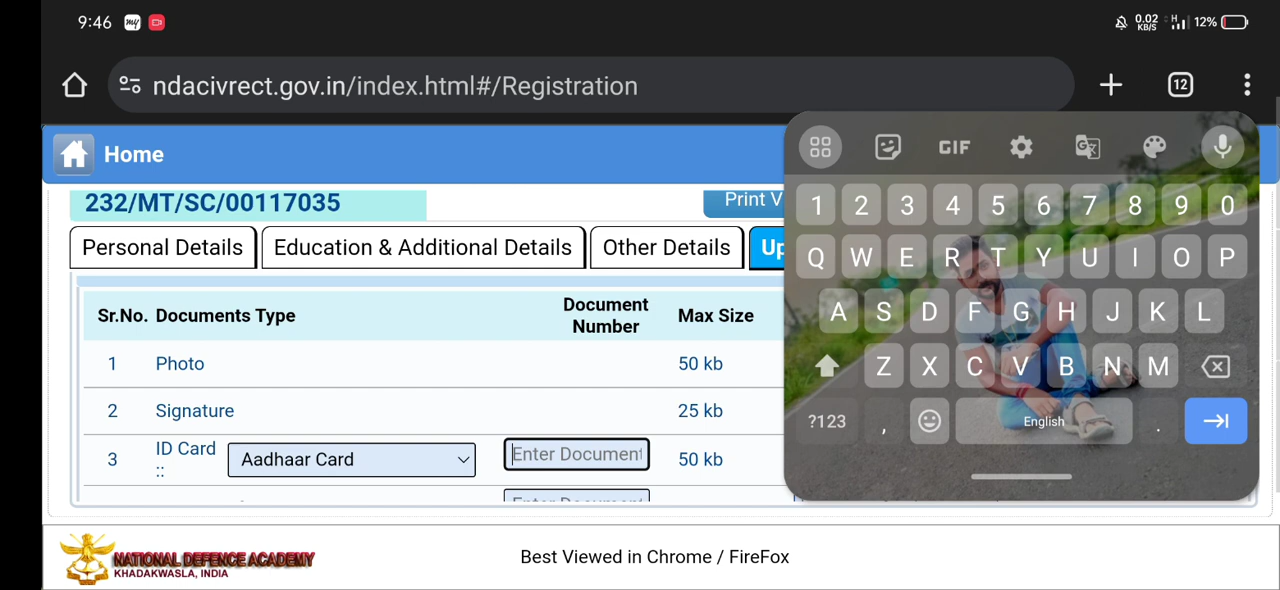 9:46 my 0.02 KB/S H 12%
ndacivrect.gov.in/index.html#/Registration 12
Home
232/MT/SC/00117035 Print V
Personal Details Education & Additional Details Other Details Up
Sr.No. Documents Type Document Number Max Size
1 Photo 50 kb
2 Signature 25 kb
3 ID Card :: Aadhaar Card Enter Document 50 kb
Enter Document
GIF
1 2 3 4 5 6 7 8 9 0
Q W E R T Y U I O P
A S D F G H J K L
Z X C V B N M
?123 , English .
NATIONAL DEFENCE ACADEMY
KHADAKWASLA, INDIA
Best Viewed in Chrome / FireFox